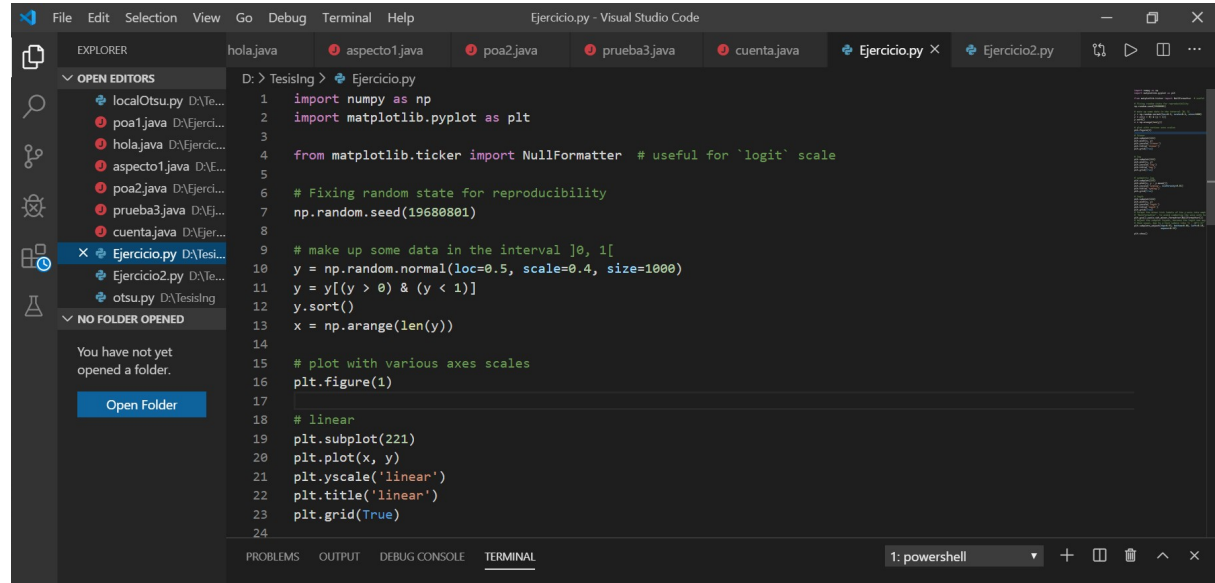 File Edit Selection View Go Debug Terminal Help Ejercicio.py - Visual Studio Code
EXPLORER
OPEN EDITORS
localOtsu.py D:\Te...
poa1.java D:\Ejerci...
hola.java D:\Ejercic...
aspecto1.java D:\E...
poa2.java D:\Ejerci...
prueba3.java D:\Ej...
cuenta.java D:\Ejer...
Ejercicio.py D:\Tesi...
Ejercicio2.py D:\Te...
otsu.py D:\TesisIng
NO FOLDER OPENED
You have not yet
opened a folder.
Open Folder
hola.java aspecto1.java poa2.java prueba3.java cuenta.java Ejercicio.py Ejercicio2.py
D: > TesisIng > Ejercicio.py
1 import numpy as np
2 import matplotlib.pyplot as plt
3
4 from matplotlib.ticker import NullFormatter # useful for `logit` scale
5
6 # Fixing random state for reproducibility
7 np.random.seed(19680801)
8
9 # make up some data in the interval ]0, 1[
10 y = np.random.normal(loc=0.5, scale=0.4, size=1000)
11 y = y[(y > 0) & (y < 1)]
12 y.sort()
13 x = np.arange(len(y))
14
15 # plot with various axes scales
16 plt.figure(1)
17
18 # linear
19 plt.subplot(221)
20 plt.plot(x, y)
21 plt.yscale('linear')
22 plt.title('linear')
23 plt.grid(True)
24
PROBLEMS OUTPUT DEBUG CONSOLE TERMINAL 1: powershell